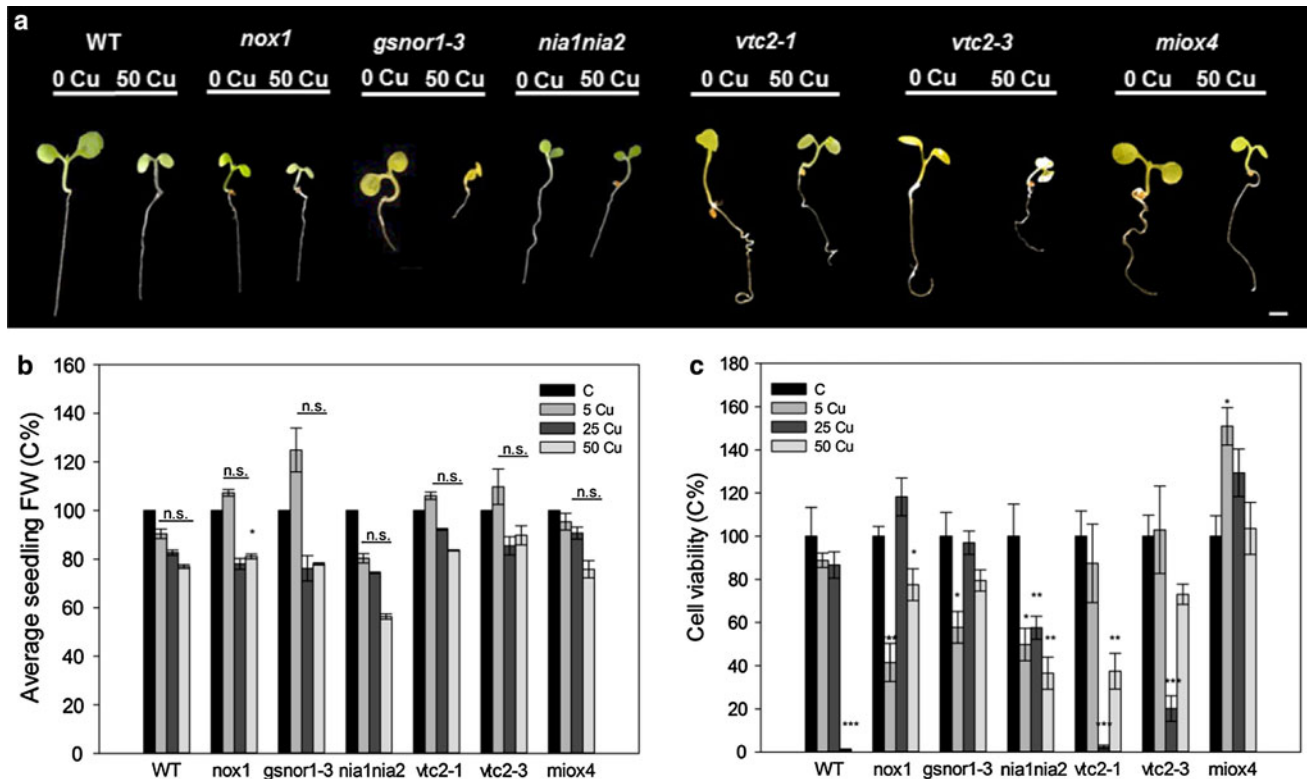 a
WT nox1 gsnor1-3 nia1nia2 vtc2-1 vtc2-3 miox4
0 Cu 50 Cu 0 Cu 50 Cu 0 Cu 50 Cu 0 Cu 50 Cu 0 Cu 50 Cu 0 Cu 50 Cu 0 Cu 50 Cu
b
Average seedling FW (C%)
160
140
120
100
80
60
40
20
0
C
5 Cu
25 Cu
50 Cu
n.s. n.s. * n.s. n.s. n.s. n.s. n.s.
WT nox1 gsnor1-3 nia1nia2 vtc2-1 vtc2-3 miox4
c
Cell viability (C%)
180
160
140
120
100
80
60
40
20
0
C
5 Cu
25 Cu
50 Cu
*** *** * * * ** ** *** ** *** *
WT nox1 gsnor1-3 nia1nia2 vtc2-1 vtc2-3 miox4